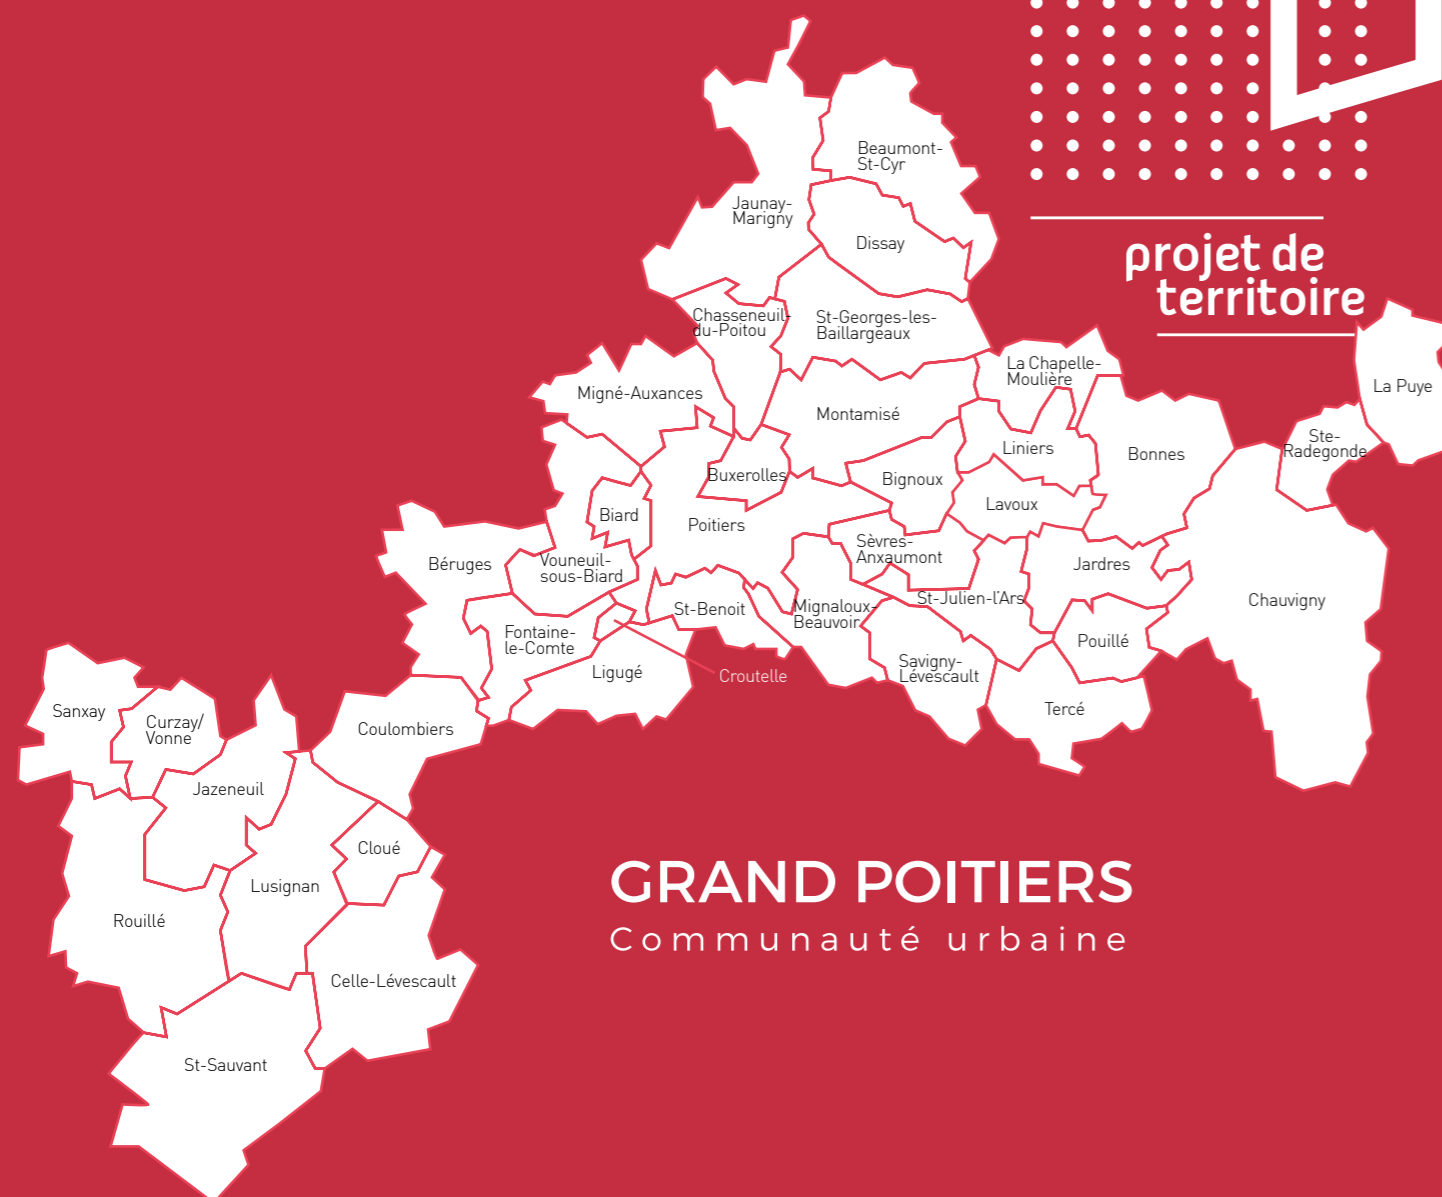 Beaumont-
St-Cyr
Jaunay-
Marigny
Dissay
projet de
territoire
Chasseneuil-
du-Poitou
St-Georges-les-
Baillargeaux
La Chapelle-
Moulière
La Puye
Migné-Auxances
Montamisé
Ste-
Radegonde
Liniers
Bonnes
Buxerolles
Bignoux
Lavoux
Biard
Poitiers
Sèvres-
Anxaumont
Béruges
Vouneuil-
sous-Biard
Jardres
St-Julien-l'Ars
Chauvigny
St-Benoit
Mignaloux-
Beauvoir
Fontaine-
le-Comte
Pouillé
Ligugé
Croutelle
Savigny-
Lévescault
Sanxay
Curzay/
Vonne
Coulombiers
Tercé
Jazeneuil
Cloué
Lusignan
Rouillé
Celle-Lévescault
St-Sauvant
GRAND POITIERS
Communauté urbaine